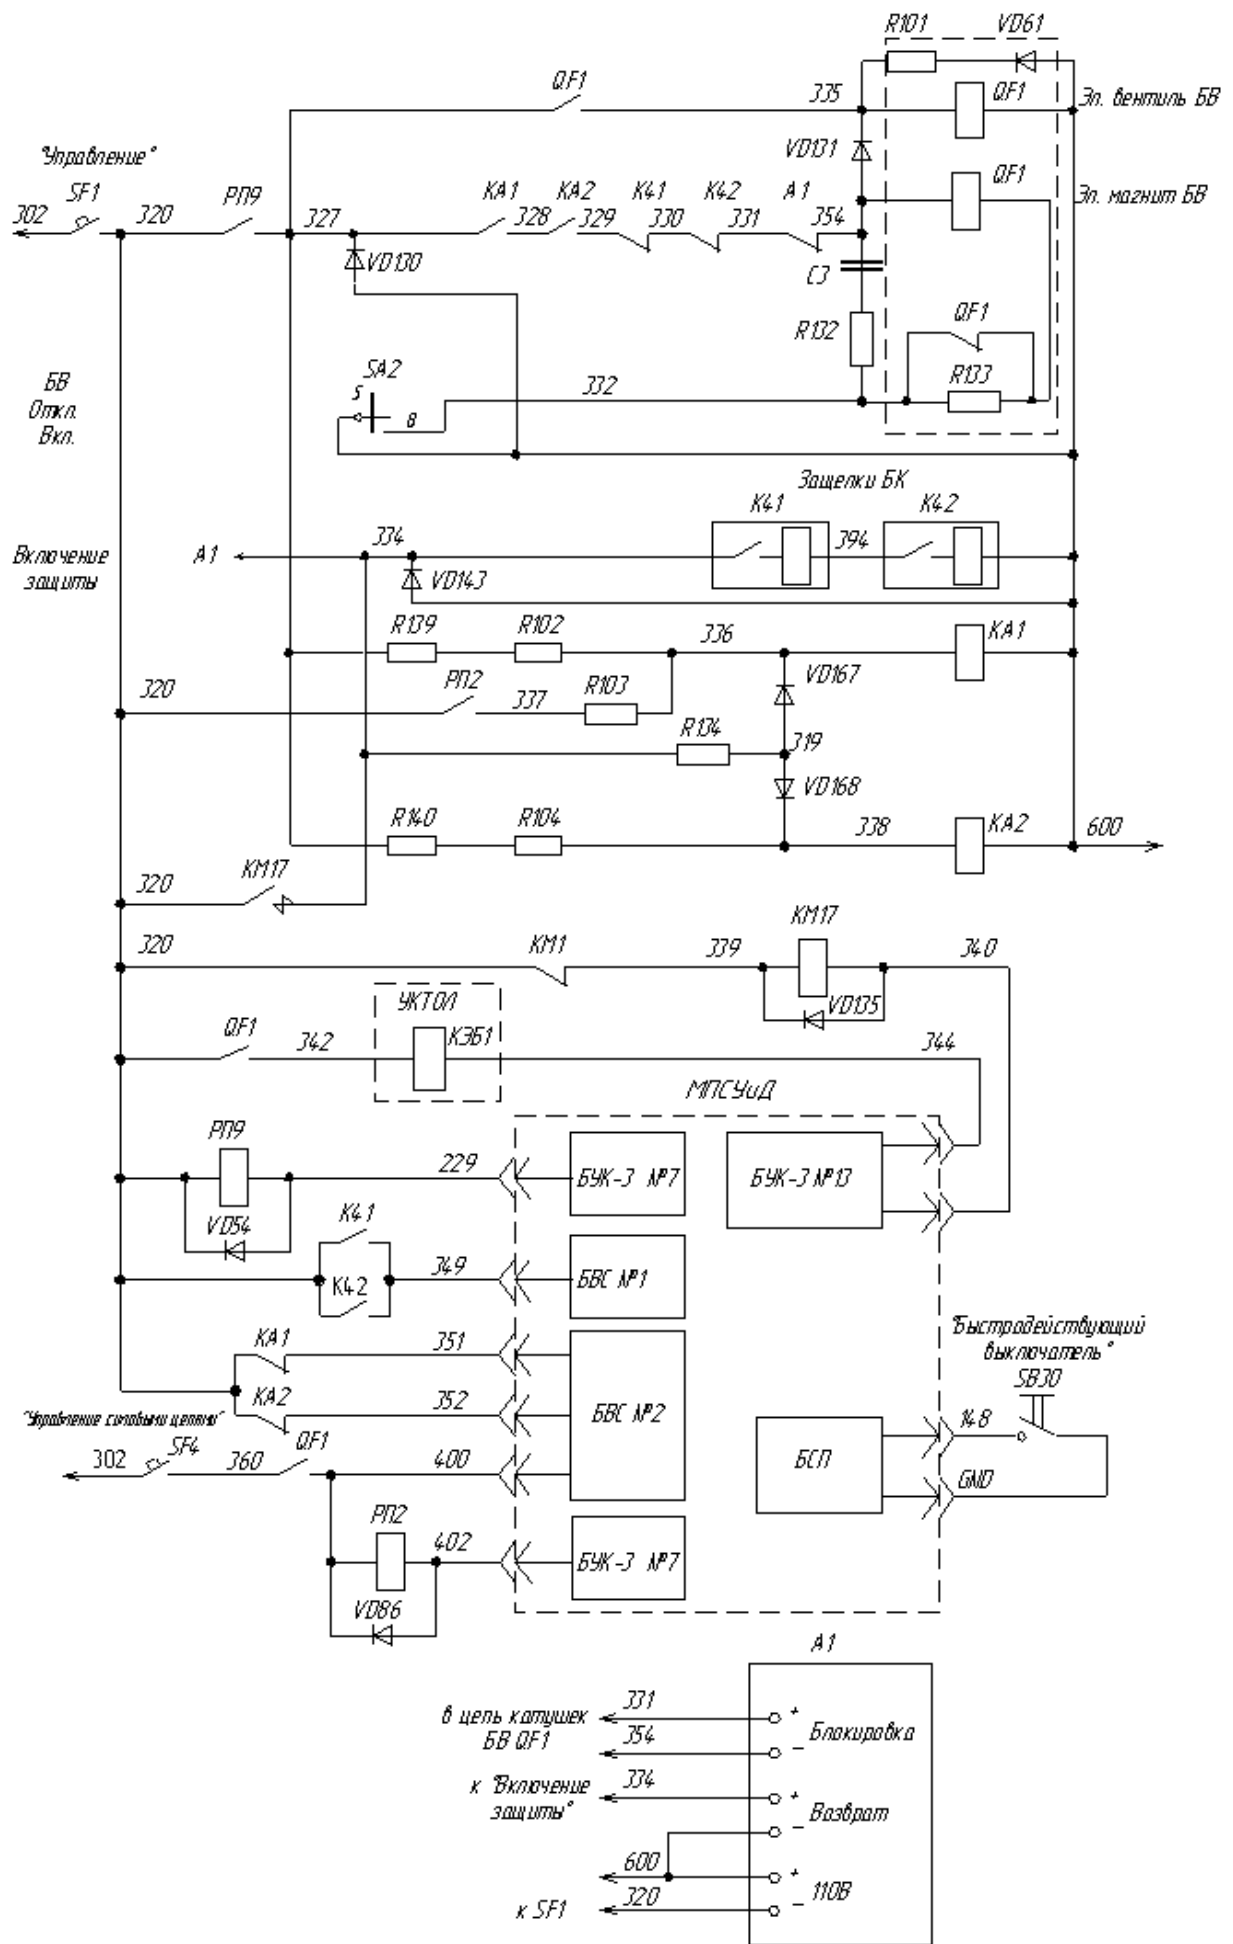 R101
VD61
QF1
335
QF1
Эл. вентиль БВ
"Управление"
VD131
SF1
РП9
КА1
КА2
К41
К42
А1
QF1
Эл. магнит БВ
302
320
327
328
329
330
331
354
VD130
С3
QF1
R132
SA2
R133
БВ
Откл.
Вкл.
5
332
8
Защелки БК
К41
К42
334
394
Включение
защиты
А1
VD143
R139
R102
336
КА1
РП2
VD167
320
337
R103
R134
319
VD168
R140
R104
338
КА2
600
КМ17
320
КМ17
320
КМ1
339
340
УКТОЛ
VD135
QF1
342
КЭБ1
344
МПСУиД
РП9
229
БУК-3 №7
БУК-3 №13
VD54
К41
349
К42
БВС №1
"Быстродействующий
выключатель"
КА1
351
SB30
КА2
352
БВС №2
148
"Управление силовыми цепями"
SF4
QF1
302
360
400
БСП
GND
РП2
402
БУК-3 №7
VD86
А1
в цепь катушек
БВ QF1
331
+
Блокировка
354
–
к "Включение
защиты"
334
+
Возврат
–
600
+
110В
к SF1
320
–